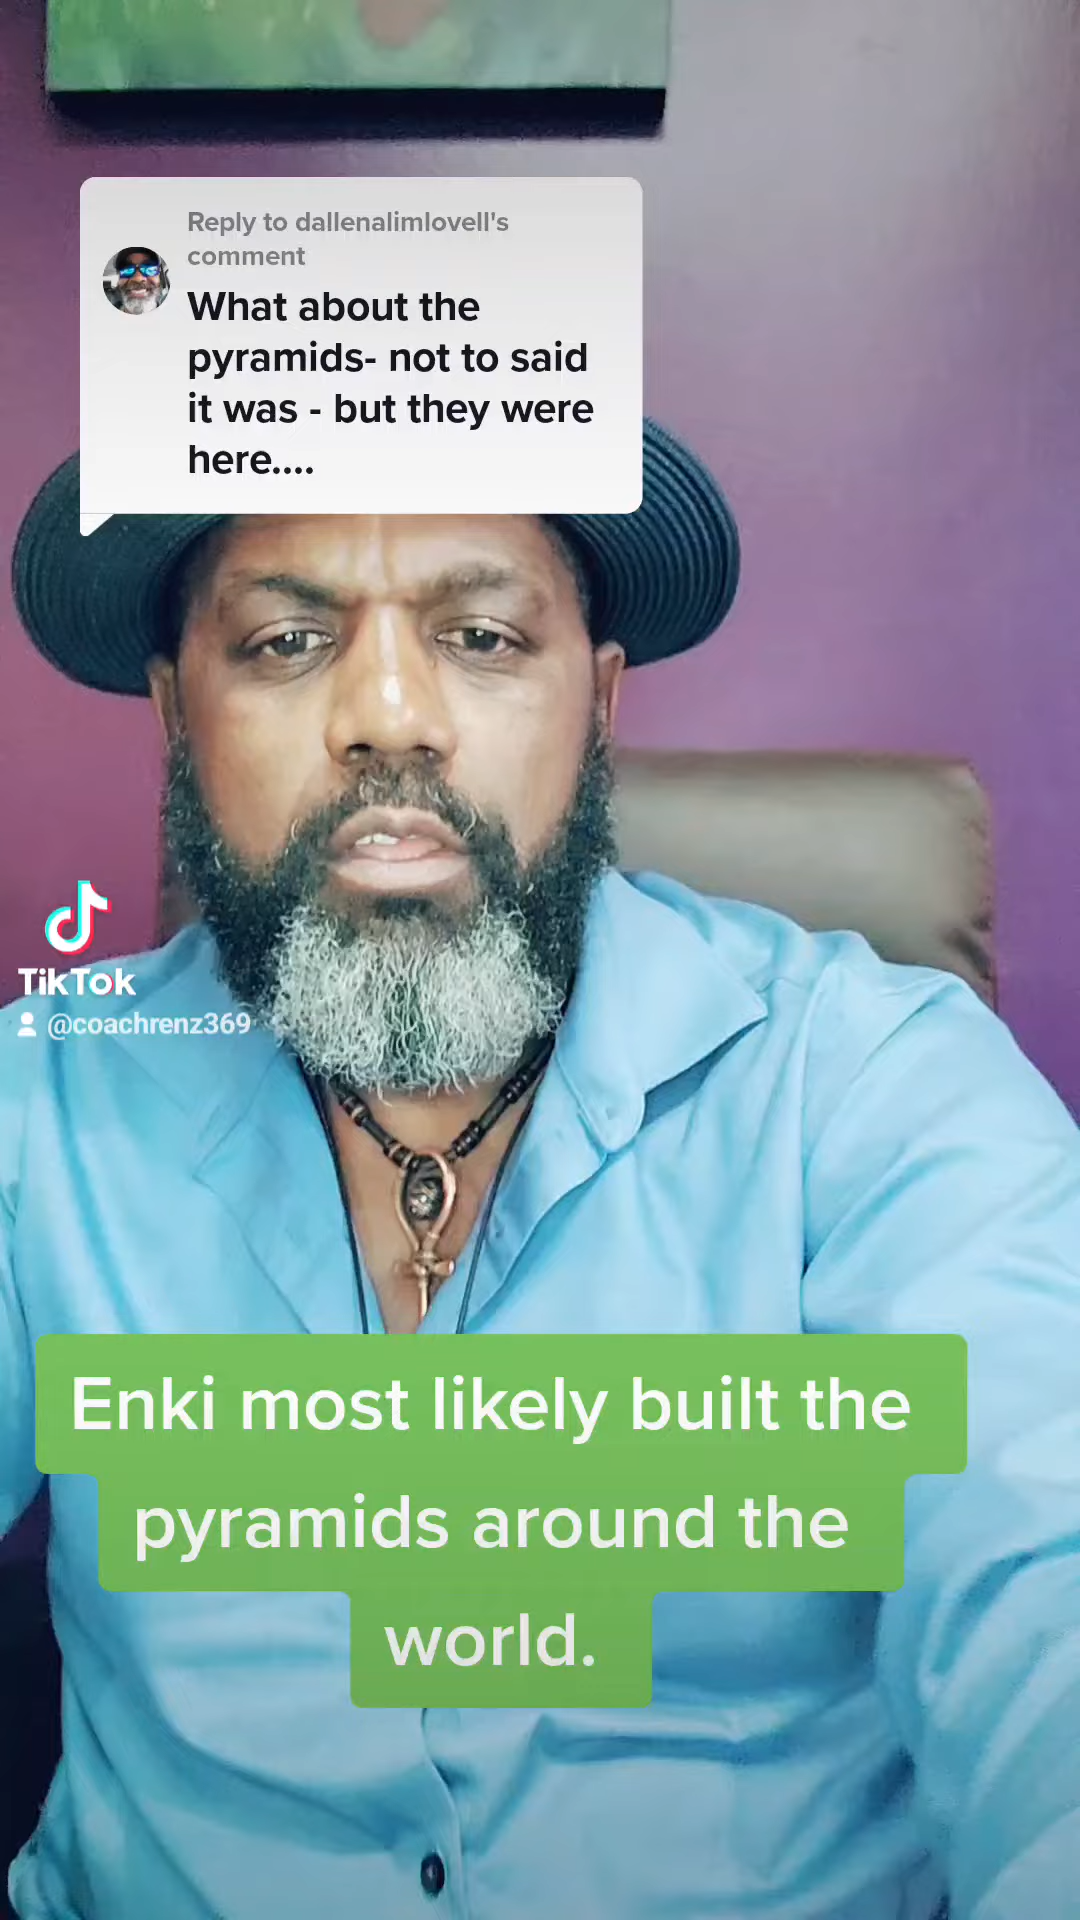 Reply to dallenalimlovell's
comment
What about the
pyramids- not to said
it was - but they were
here....
TikTok
@coachrenz369
Enki most likely built the
pyramids around the
world.